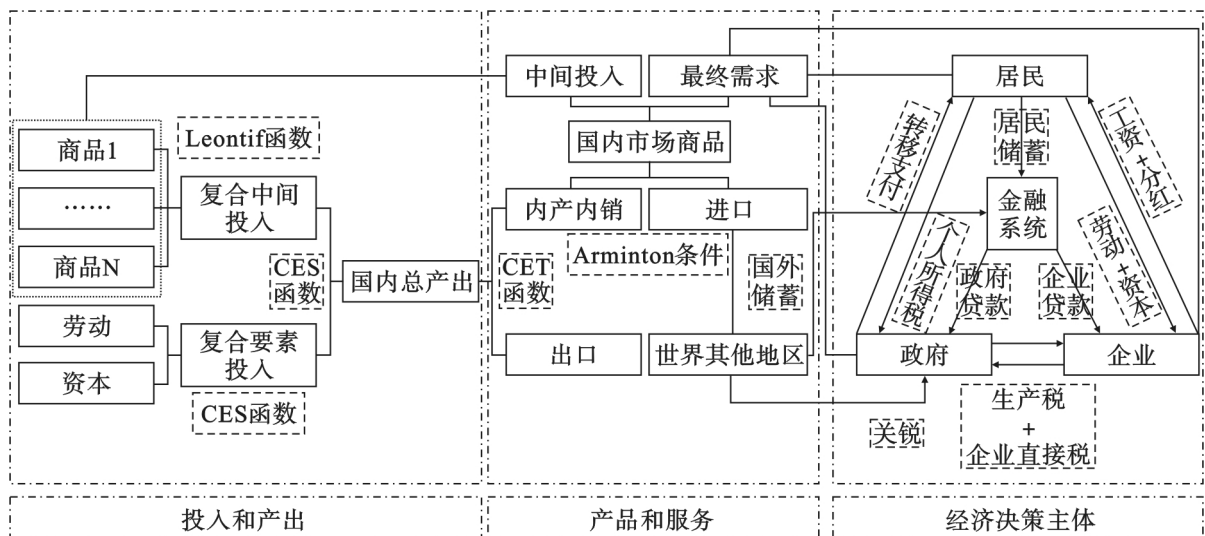 中间投入
最终需求
居民
商品1
Leontif函数
国内市场商品
转移支付
居民
储蓄
工资+分红
……
复合中间
投入
内产内销
进口
金融
系统
商品N
CES
函数
国内总产出
CET
函数
Arminton条件
国外
储蓄
个人所得税
政府
贷款
企业
贷款
劳动+资本
劳动
复合要素
投入
出口
世界其他地区
政府
企业
资本
CES函数
关锐
生产税
+
企业直接税
投入和产出
产品和服务
经济决策主体